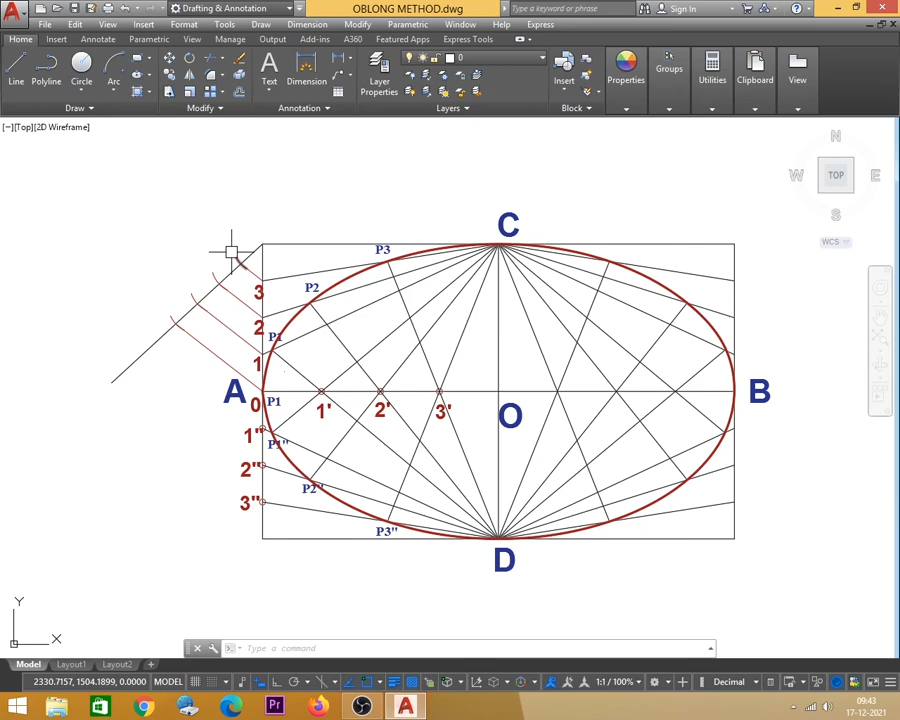 Drafting & Annotation
OBLONG METHOD.dwg
Type a keyword or phrase
Sign In
File Edit View Insert Format Tools Draw Dimension Modify Parametric Window Help Express
Home Insert Annotate Parametric View Manage Output Add-ins A360 Featured Apps Express Tools
Line Polyline Circle Arc Text Dimension Layer Properties 0 Insert Properties Groups Utilities Clipboard View
Draw Modify Annotation Layers Block
[−][Top][2D Wireframe]
N
W TOP E
S
WCS
C
P3
3
P2
2
P1
1
A
B
0
P1
1'
2'
3'
O
1"
P1"
2"
P2"
3"
P3"
D
Y
X
Type a command
Model Layout1 Layout2 +
2330.7157, 1504.1899, 0.0000 MODEL 1:1 / 100% Decimal
Pr
A
09:43
17-12-2021